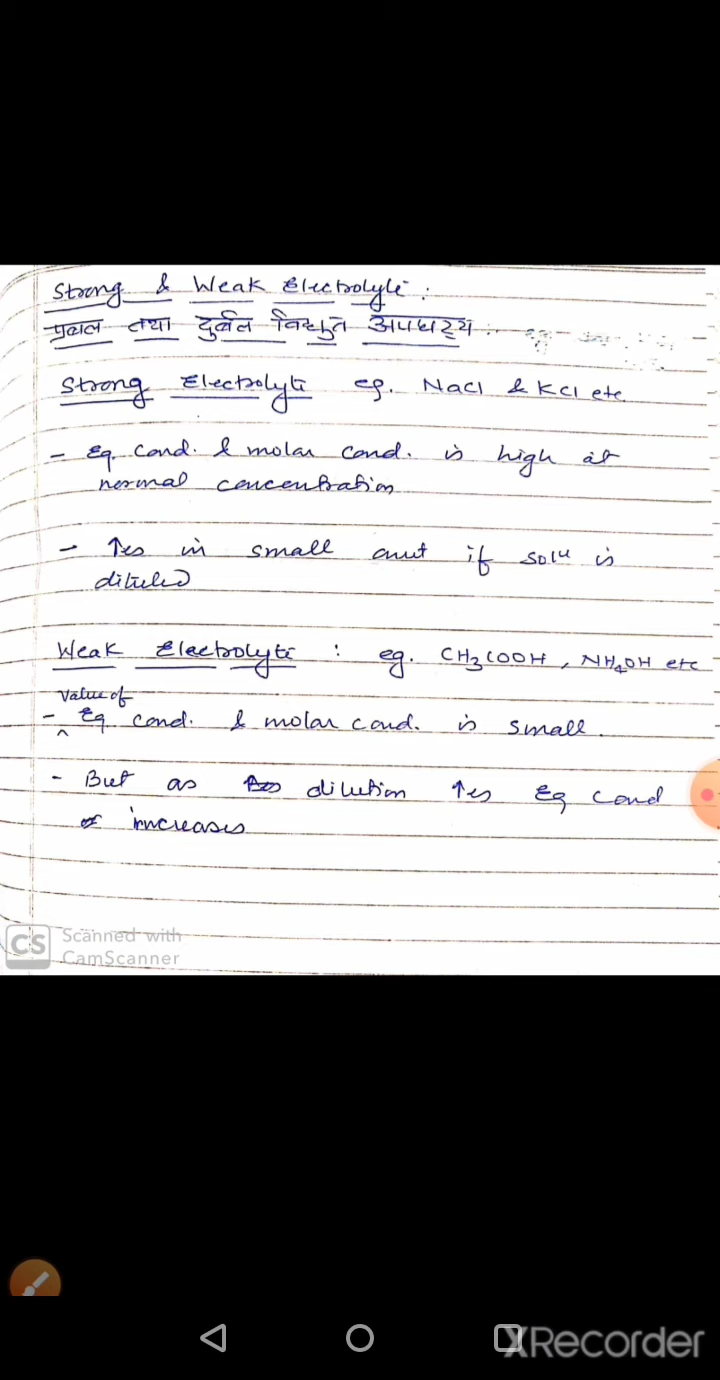 Strong & Weak Electrolyte:
प्रबल तथा दुर्बल विद्युत अपघट्य
Strong Electrolyte eg. NaCl & KCl etc
- Eq. cond. & molar cond. is high at
normal concentration
- ↑es in small amt if solⁿ is
diluted
Weak Electrolyte : eg. CH3COOH, NH4OH etc
value of
- Eq cond. & molar cond. is small.
- But as dilution ↑es Eq cond
increases
CS Scanned with
CamScanner
XRecorder